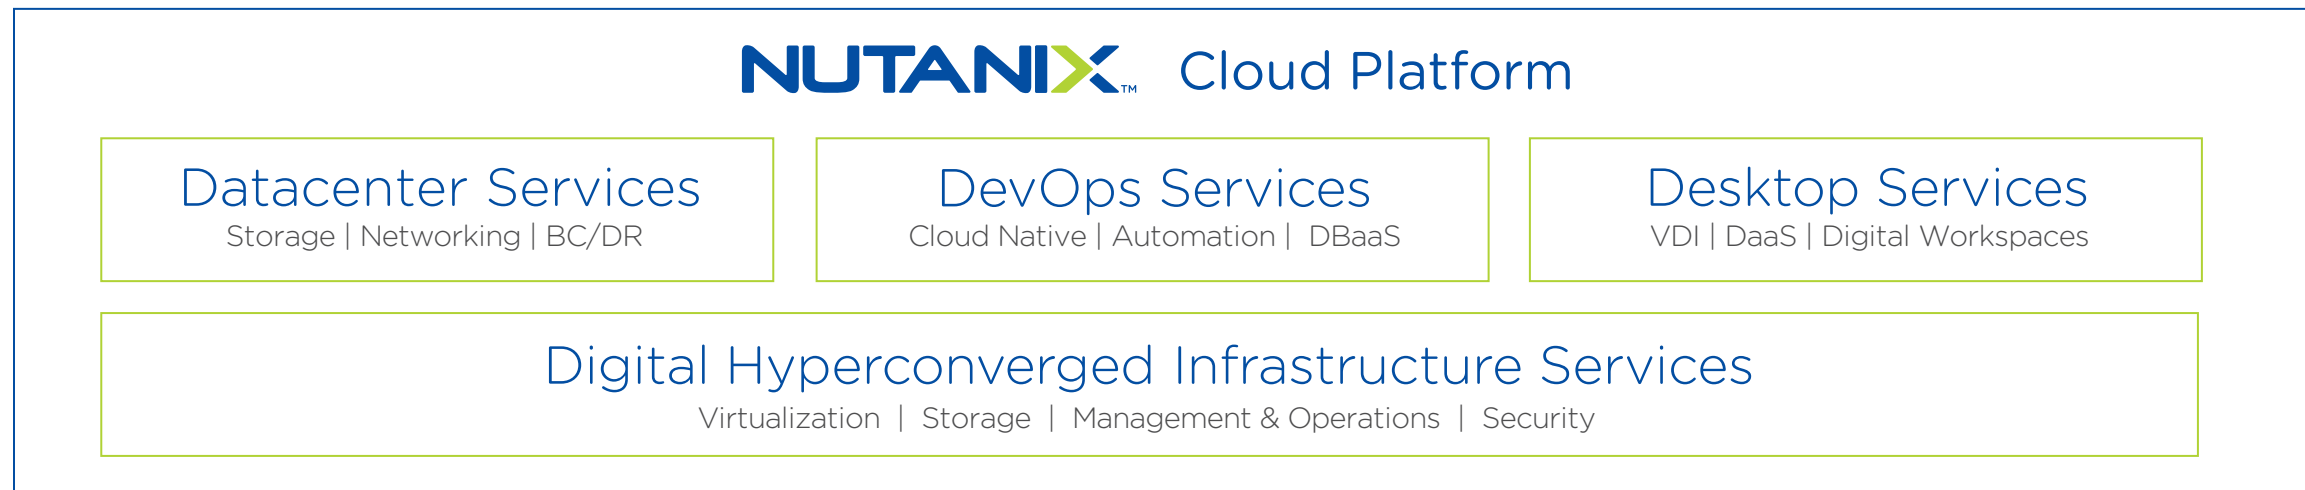 NUTANIX™ Cloud Platform
Datacenter Services
Storage | Networking | BC/DR
DevOps Services
Cloud Native | Automation | DBaaS
Desktop Services
VDI | DaaS | Digital Workspaces
Digital Hyperconverged Infrastructure Services
Virtualization | Storage | Management & Operations | Security